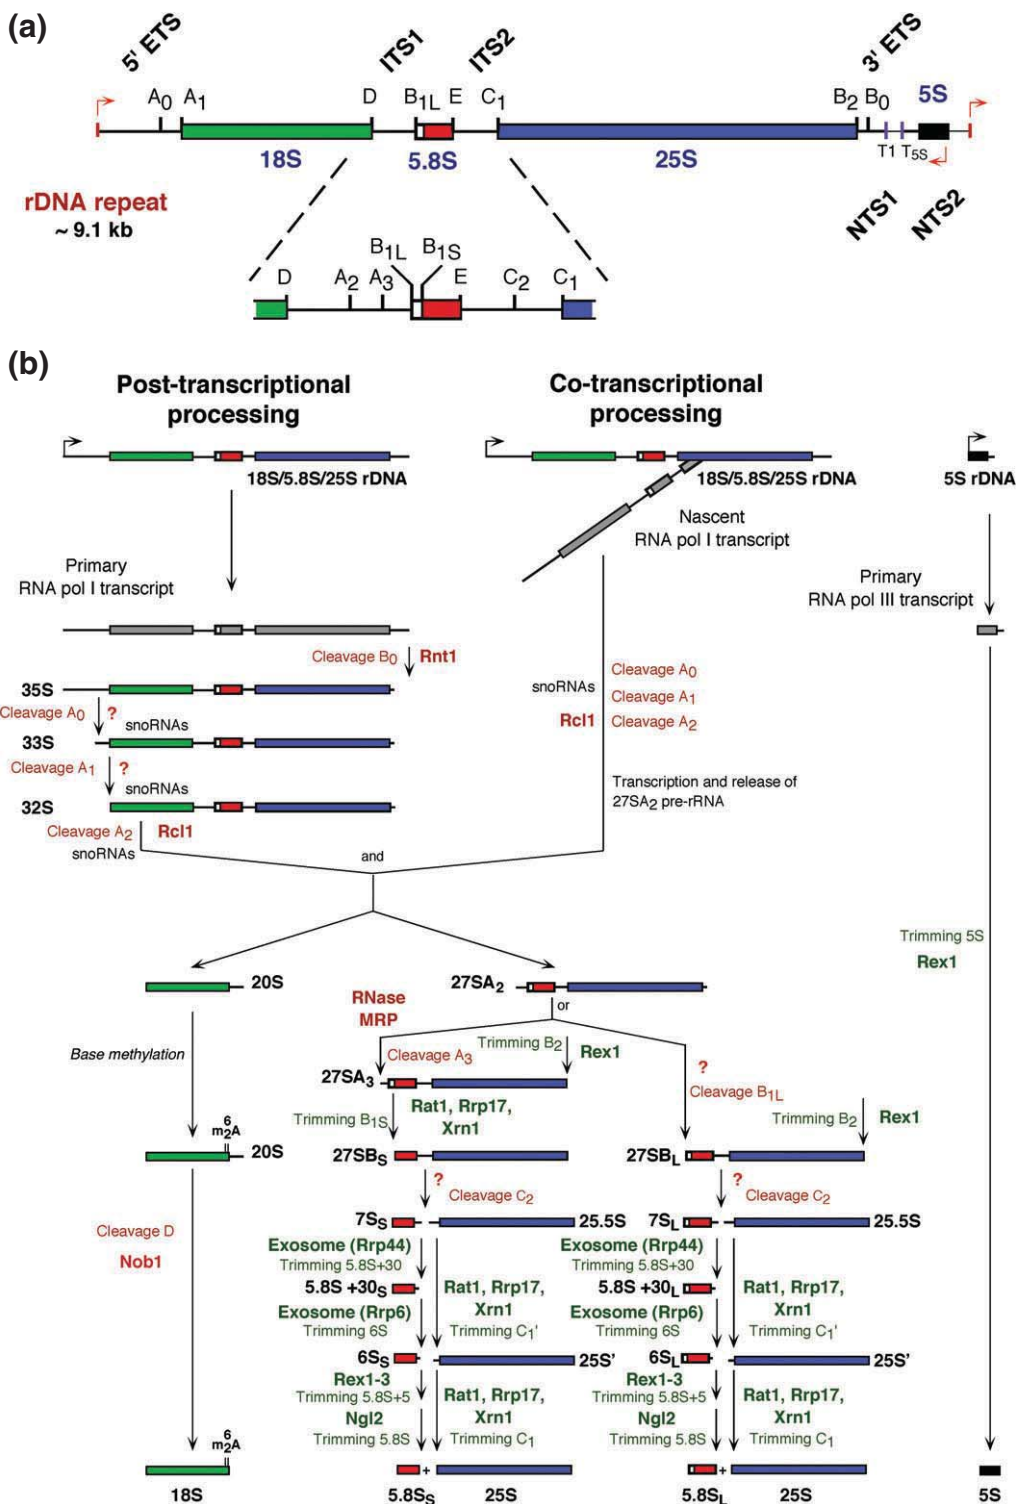 (a)
5' ETS
ITS1
ITS2
3' ETS
A0 A1 D B1L E C1 B2 B0 5S
18S 5.8S 25S T1 T5S
rDNA repeat
~ 9.1 kb
NTS1
NTS2
B1L B1S
D A2 A3 E C2 C1
(b)
Post-transcriptional
processing
Co-transcriptional
processing
18S/5.8S/25S rDNA
18S/5.8S/25S rDNA
5S rDNA
Nascent
RNA pol I transcript
Primary
RNA pol I transcript
Primary
RNA pol III transcript
Cleavage B0 Rnt1
35S
Cleavage A0 ?
snoRNAs
33S
Cleavage A1 ?
snoRNAs
32S
Cleavage A2 Rcl1
snoRNAs
snoRNAs
Rcl1
Cleavage A0
Cleavage A1
Cleavage A2
Transcription and release of
27SA2 pre-rRNA
and
Trimming 5S
Rex1
20S
27SA2
or
RNase
MRP
Base methylation
Cleavage A3
Trimming B2 Rex1
27SA3
?
Cleavage B1L
Trimming B1S
Rat1, Rrp17,
Xrn1
Trimming B2 Rex1
6
m2A
20S
27SBS
27SBL
?
Cleavage C2
?
Cleavage C2
Cleavage D
Nob1
7SS 25.5S
Exosome (Rrp44)
Trimming 5.8S+30
5.8S +30S
Exosome (Rrp6)
Trimming 6S
Rat1, Rrp17,
Xrn1
Trimming C1'
6SS 25S'
Rex1-3
Trimming 5.8S+5
Ngl2
Trimming 5.8S
Rat1, Rrp17,
Xrn1
Trimming C1
7SL 25.5S
Exosome (Rrp44)
Trimming 5.8S+30
5.8S +30L
Exosome (Rrp6)
Trimming 6S
Rat1, Rrp17,
Xrn1
Trimming C1'
6SL 25S'
Rex1-3
Trimming 5.8S+5
Ngl2
Trimming 5.8S
Rat1, Rrp17,
Xrn1
Trimming C1
6
m2A
+
+
18S 5.8SS 25S 5.8SL 25S 5S